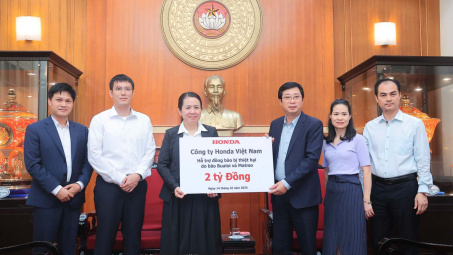 HONDA
Công ty Honda Việt Nam
Hỗ trợ đồng bào bị thiệt hại
do bão Bualoi và Matmo
2 tỷ Đồng